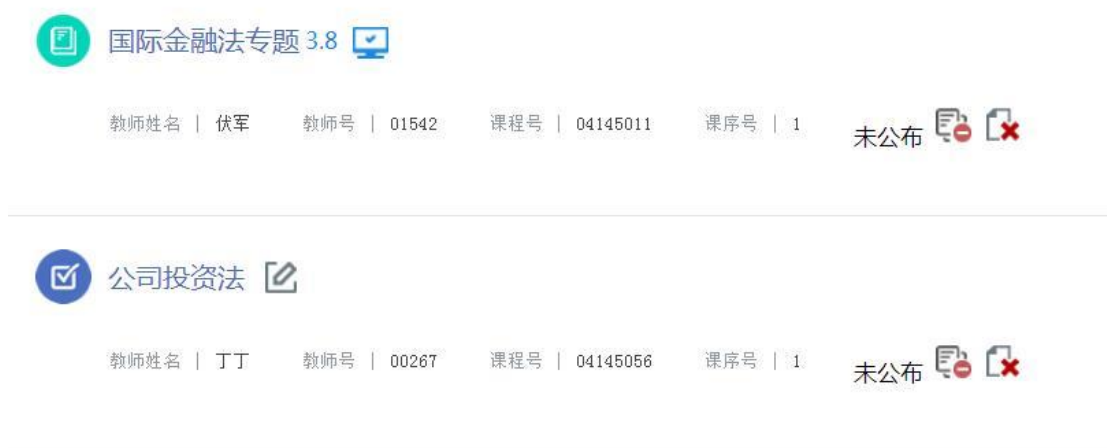 国际金融法专题 3.8
教师姓名 | 伏军 教师号 | 01542 课程号 | 04145011 课序号 | 1 未公布
公司投资法
教师姓名 | 丁丁 教师号 | 00267 课程号 | 04145056 课序号 | 1 未公布